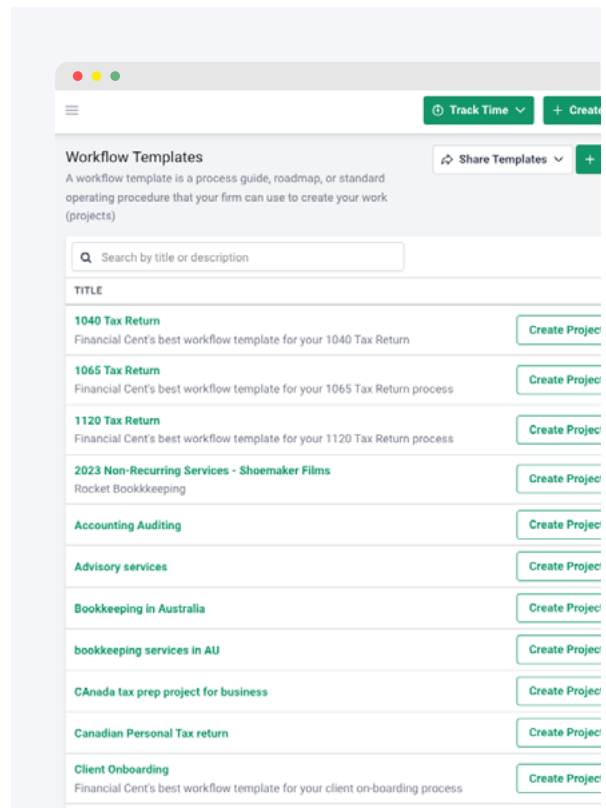 Track Time
+ Create
Workflow Templates
Share Templates
+
A workflow template is a process guide, roadmap, or standard
operating procedure that your firm can use to create your work
(projects)
Search by title or description
TITLE
1040 Tax Return
Financial Cent's best workflow template for your 1040 Tax Return
Create Project
1065 Tax Return
Financial Cent's best workflow template for your 1065 Tax Return process
Create Project
1120 Tax Return
Financial Cent's best workflow template for your 1120 Tax Return process
Create Project
2023 Non-Recurring Services - Shoemaker Films
Rocket Bookkkeeping
Create Project
Accounting Auditing
Create Project
Advisory services
Create Project
Bookkeeping in Australia
Create Project
bookkeeping services in AU
Create Project
CAnada tax prep project for business
Create Project
Canadian Personal Tax return
Create Project
Client Onboarding
Financial Cent's best workflow template for your client on-boarding process
Create Project